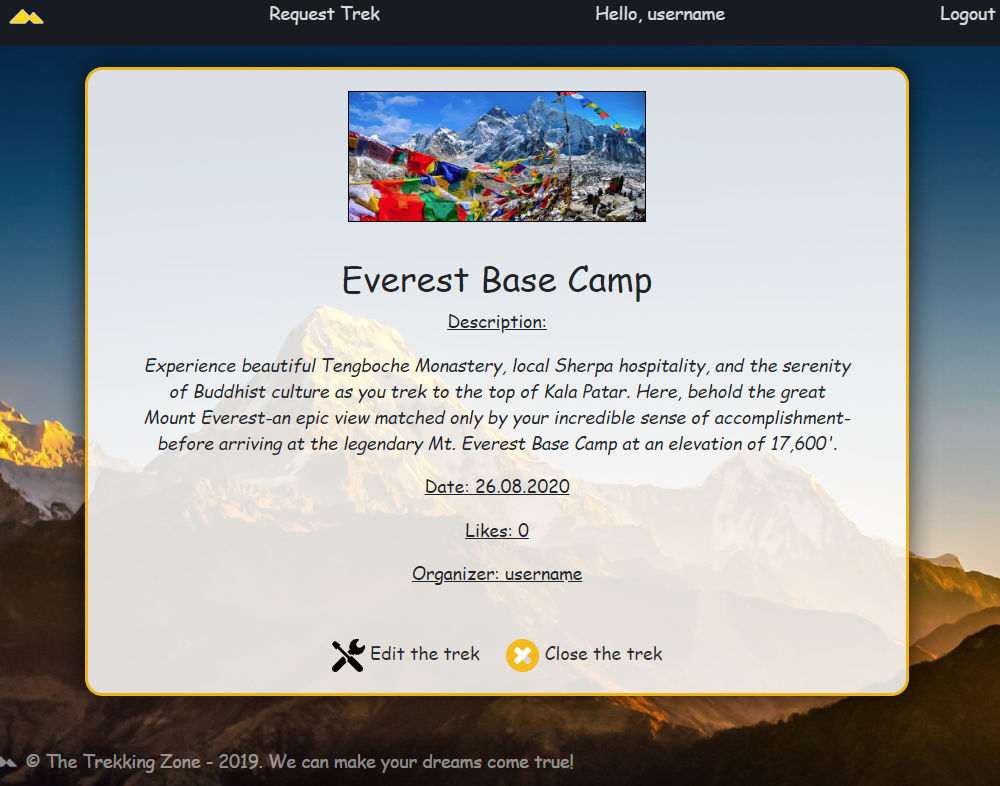 Request Trek
Hello, username
Logout
Everest Base Camp
Description:
Experience beautiful Tengboche Monastery, local Sherpa hospitality, and the serenity
of Buddhist culture as you trek to the top of Kala Patar. Here, behold the great
Mount Everest-an epic view matched only by your incredible sense of accomplishment-
before arriving at the legendary Mt. Everest Base Camp at an elevation of 17,600'.
Date: 26.08.2020
Likes: 0
Organizer: username
Edit the trek
Close the trek
© The Trekking Zone - 2019. We can make your dreams come true!